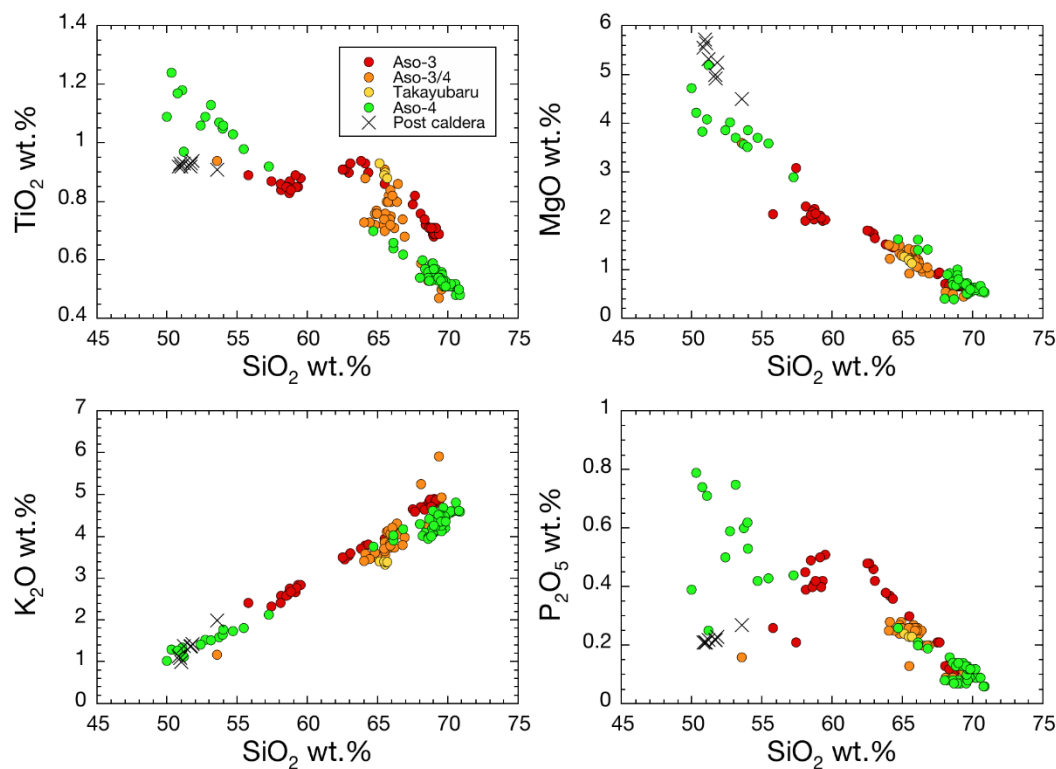 TiO2 wt.%
1.4
1.2
1
0.8
0.6
0.4
Aso-3
Aso-3/4
Takayubaru
Aso-4
Post caldera
45 50 55 60 65 70 75
SiO2 wt.%
MgO wt.%
6
5
4
3
2
1
0
45 50 55 60 65 70 75
SiO2 wt.%
K2O wt.%
7
6
5
4
3
2
1
0
45 50 55 60 65 70 75
SiO2 wt.%
P2O5 wt.%
1
0.8
0.6
0.4
0.2
0
45 50 55 60 65 70 75
SiO2 wt.%